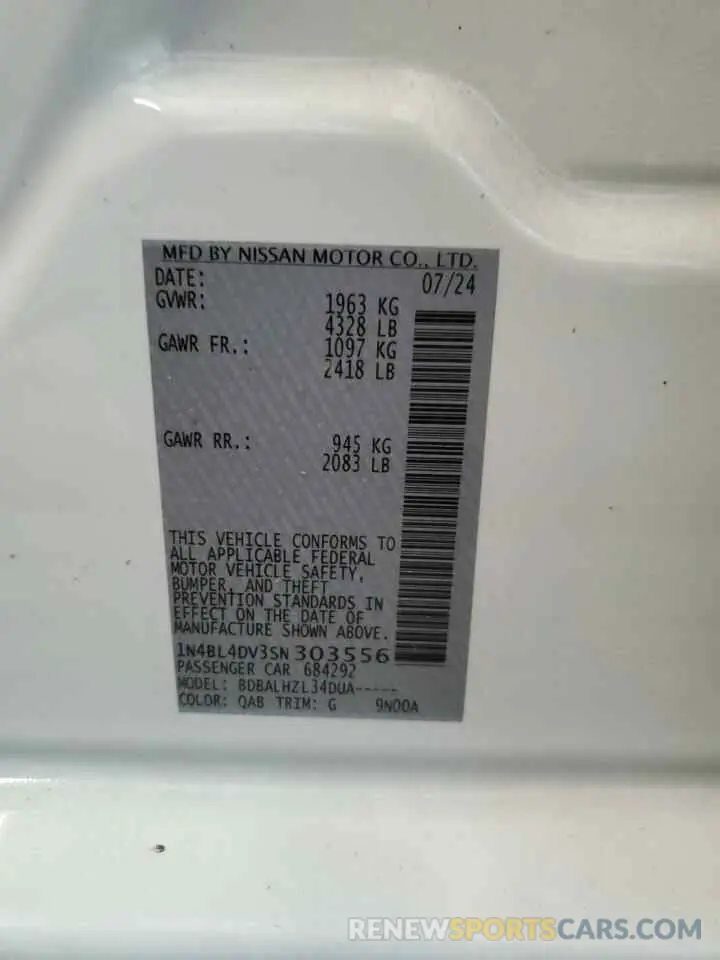 MFD BY NISSAN MOTOR CO., LTD.
DATE: 07/24
GVWR: 1963 KG
4328 LB
GAWR FR.: 1097 KG
2418 LB
GAWR RR.: 945 KG
2083 LB
THIS VEHICLE CONFORMS TO
ALL APPLICABLE FEDERAL
MOTOR VEHICLE SAFETY,
BUMPER, AND THEFT
PREVENTION STANDARDS IN
EFFECT ON THE DATE OF
MANUFACTURE SHOWN ABOVE.
1N4BL4DV3SN303556
PASSENGER CAR 684292
MODEL: BDBALHZL34DUA-----
COLOR: QAB TRIM: G 9N00A
RENEWSPORTSCARS.COM